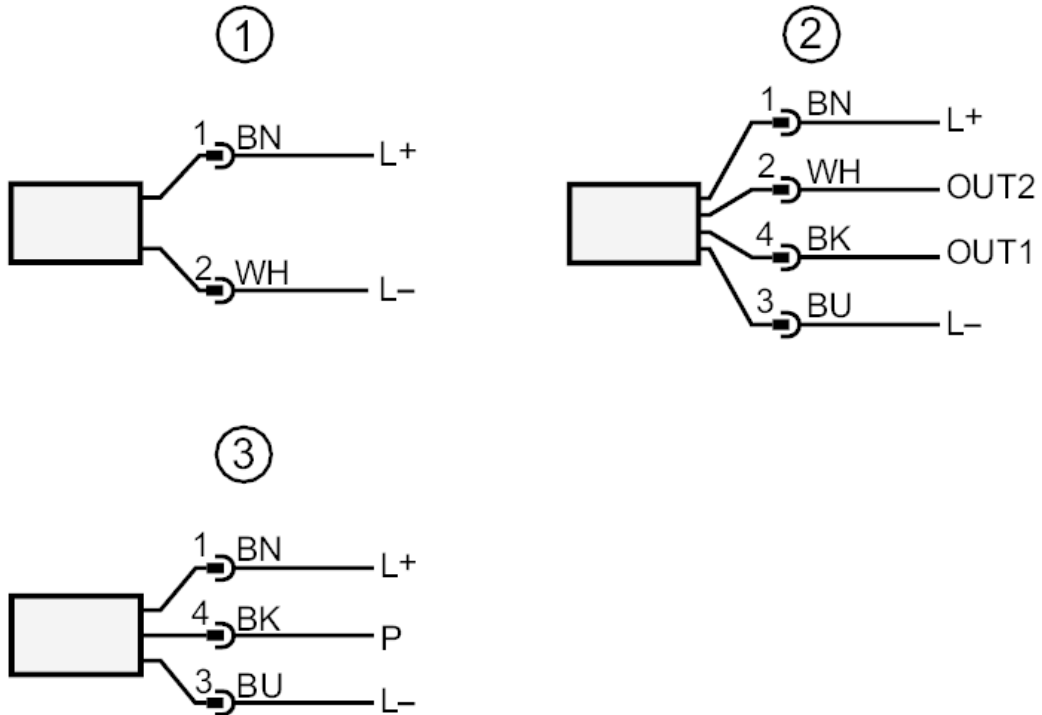 1
1 BN L+
2 WH L–
2
1 BN L+
2 WH OUT2
4 BK OUT1
3 BU L–
3
1 BN L+
4 BK P
3 BU L–